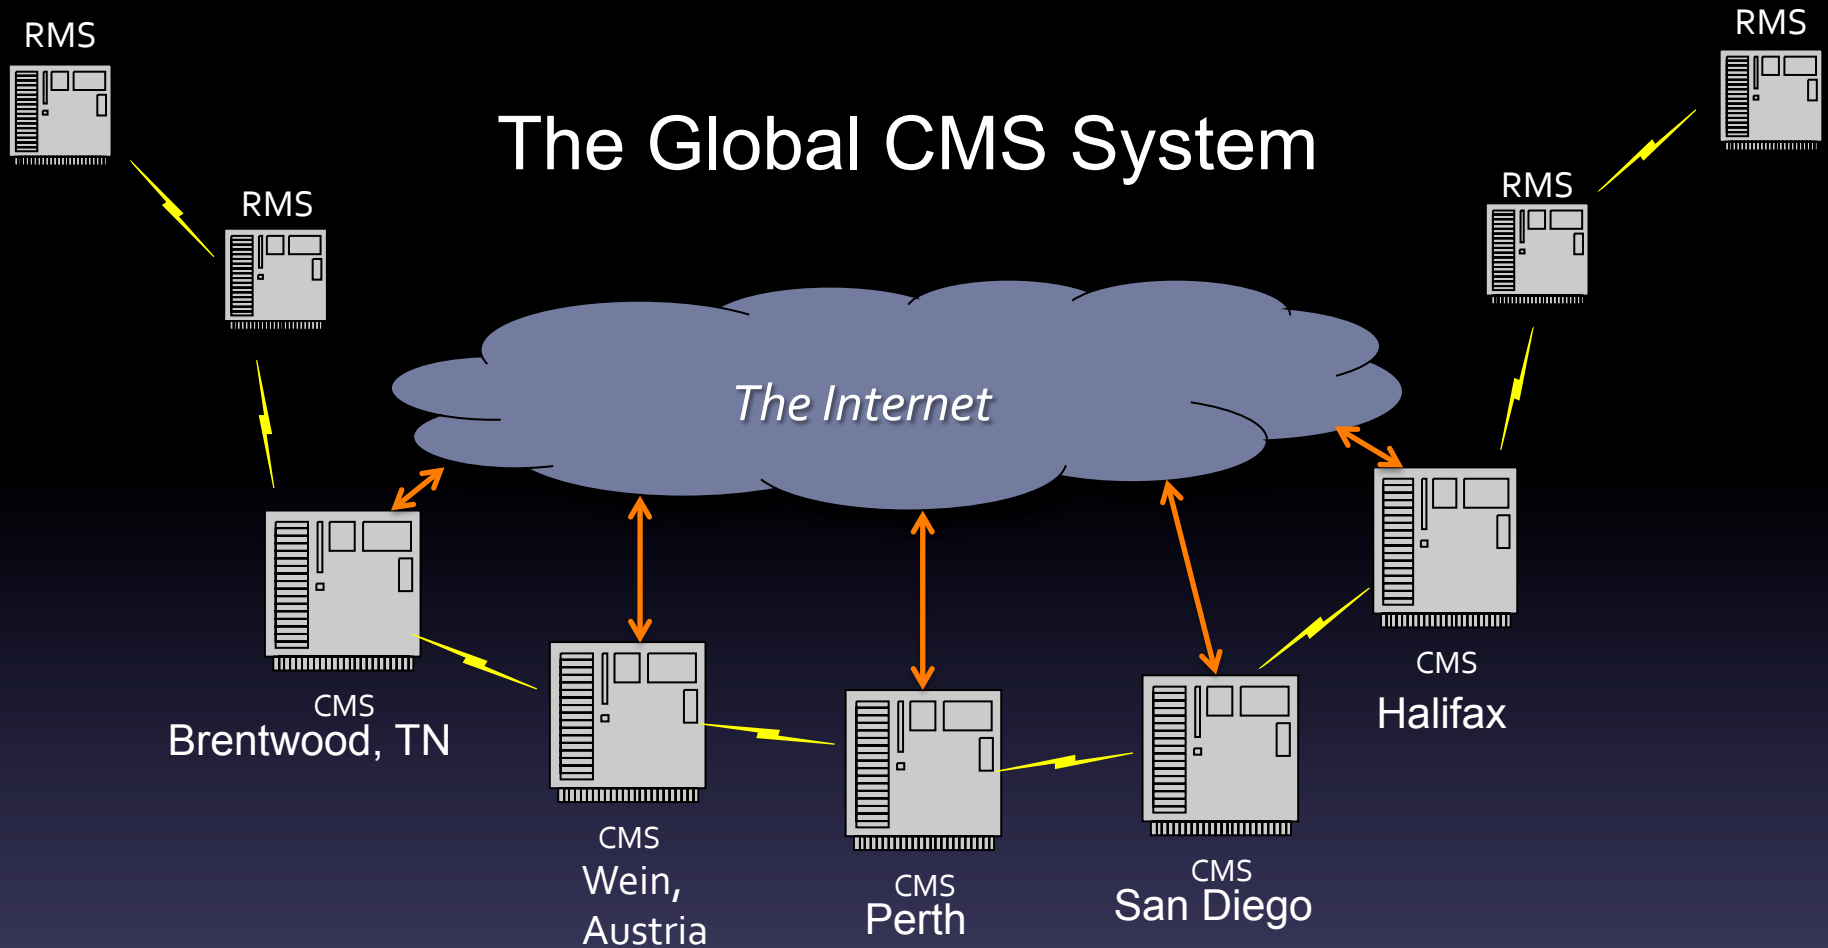 RMS
RMS
The Global CMS System
RMS
RMS
The Internet
CMS
Brentwood, TN
CMS
Wein,
Austria
CMS
Perth
CMS
San Diego
CMS
Halifax